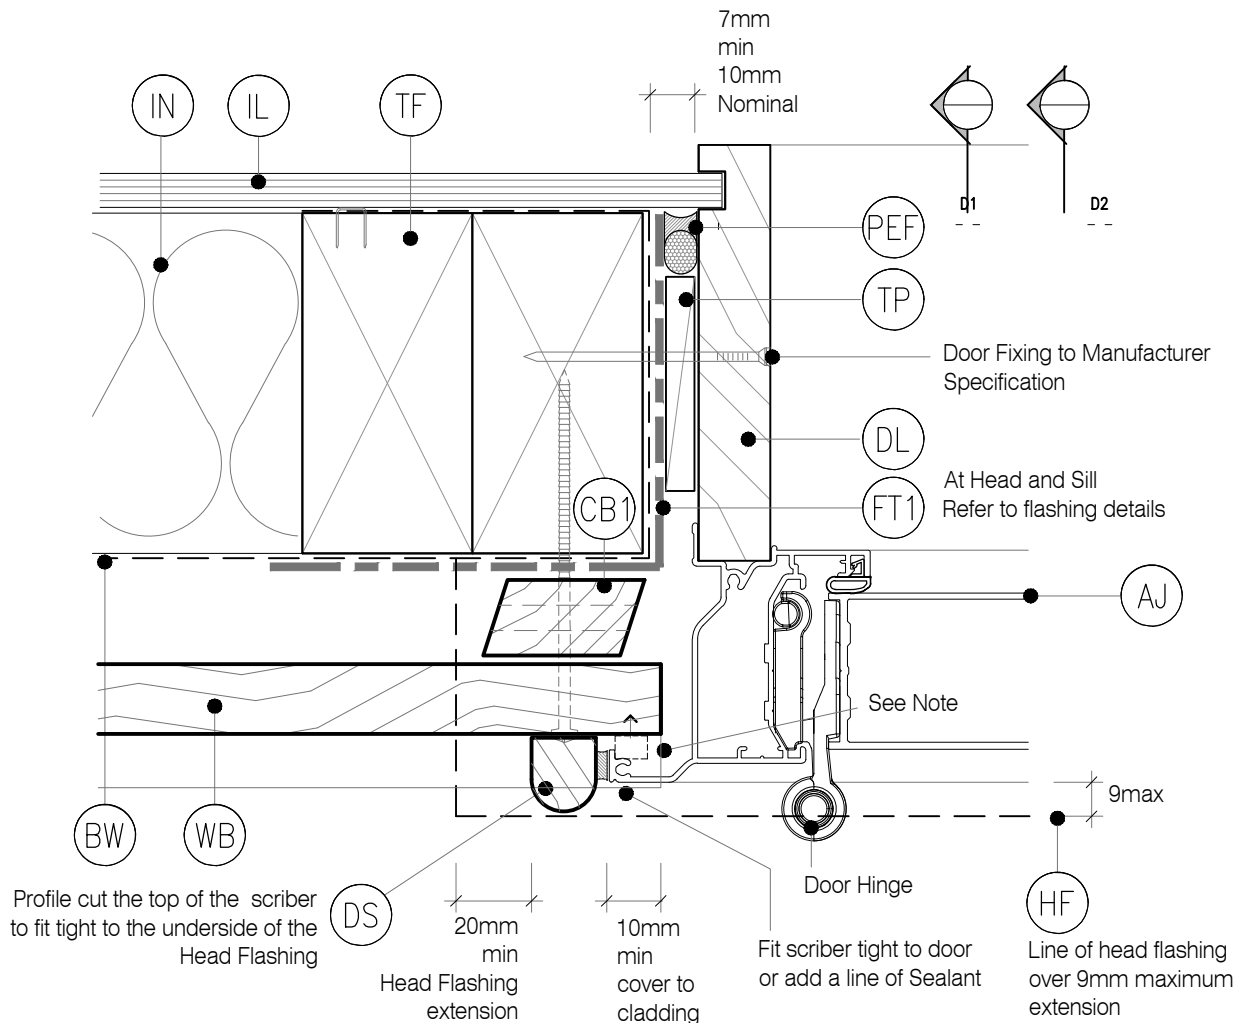 7mm
min
10mm
Nominal
IN
IL
TF
D1
D2
PEF
TP
Door Fixing to Manufacturer
Specification
DL
At Head and Sill
Refer to flashing details
FT1
CB1
AJ
See Note
9max
BW
WB
Door Hinge
HF
DS
Profile cut the top of the scriber
to fit tight to the underside of the
Head Flashing
20mm
min
Head Flashing
extension
10mm
min
cover to
cladding
Fit scriber tight to door
or add a line of Sealant
Line of head flashing
over 9mm maximum
extension